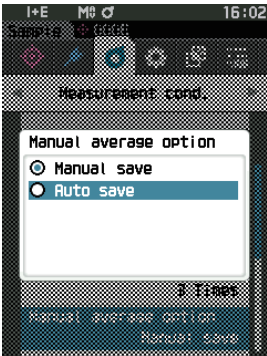 I+E M 16:02
Sample
Measurement cond.
Manual average option
Manual save
Auto save
3 Times
Manual average option
Manual save